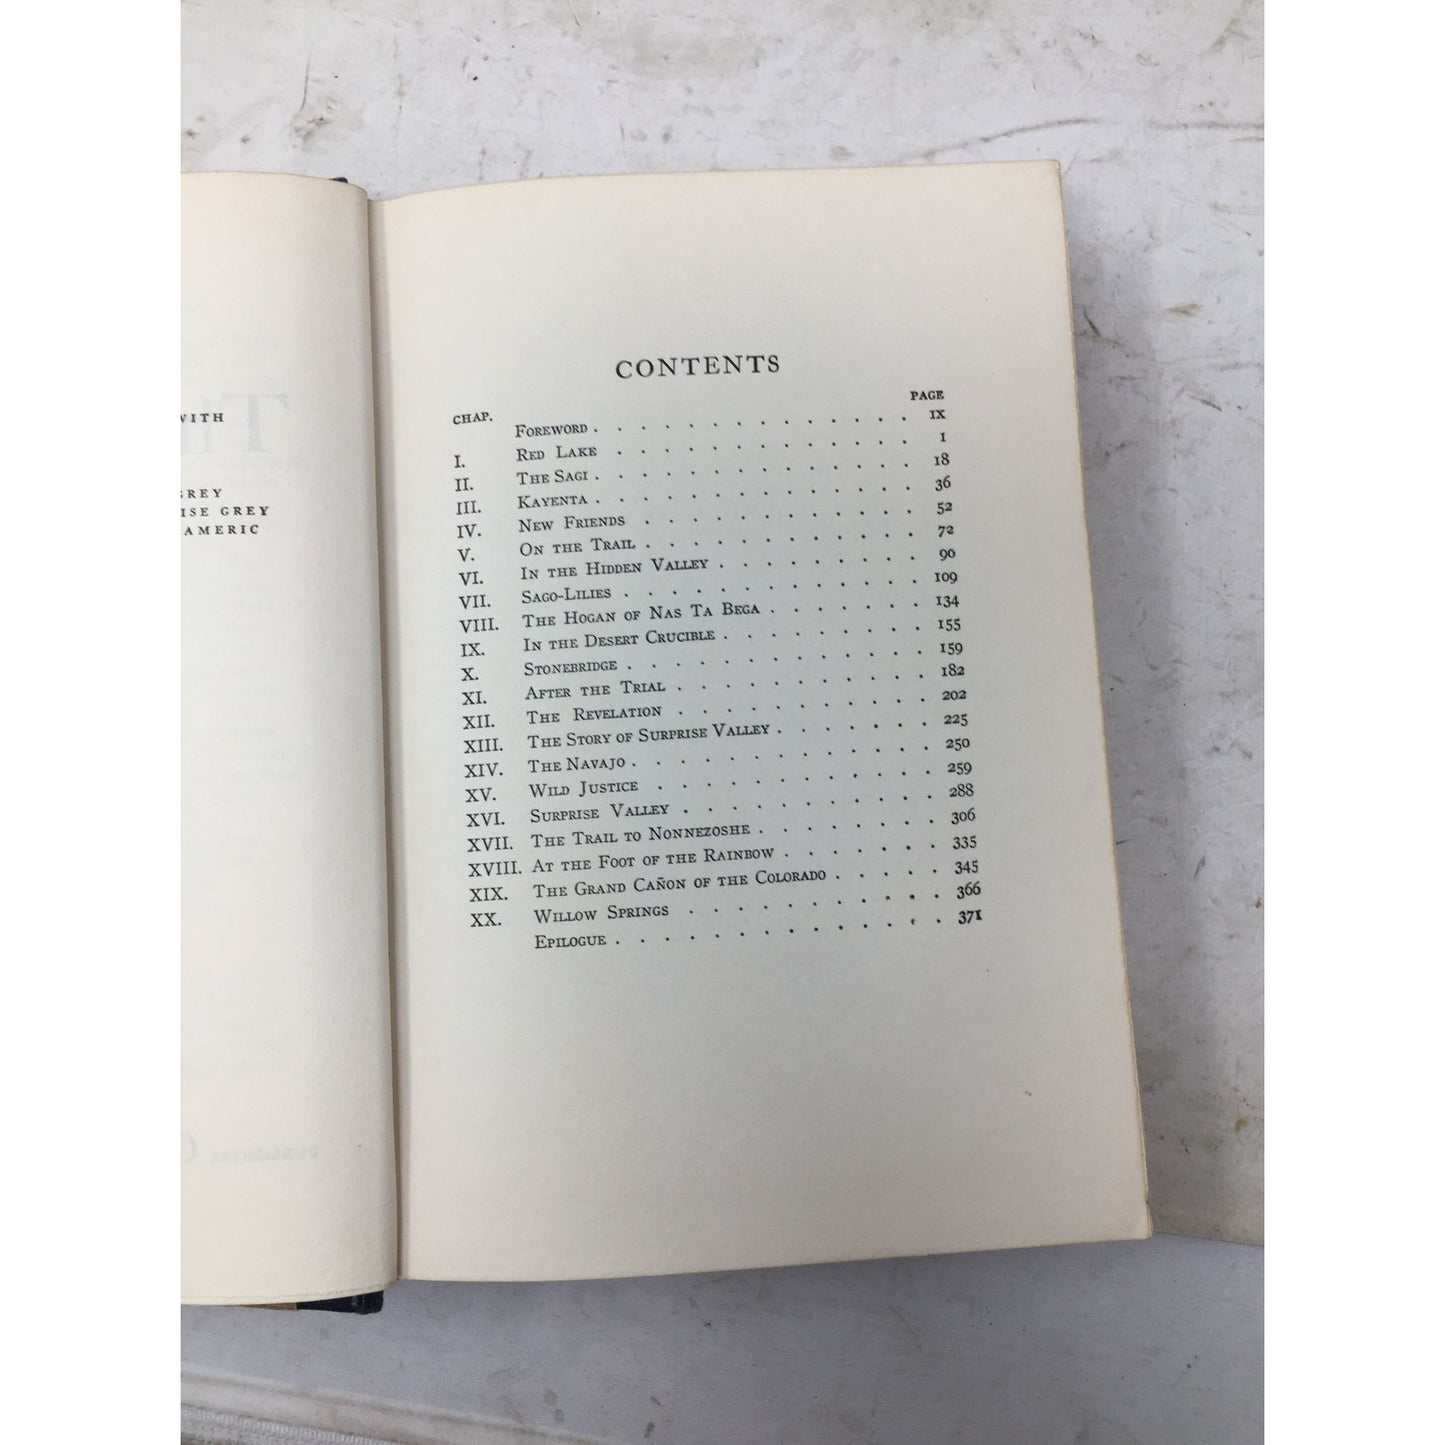 WITH
GREY
ISE GREY
AMERIC
CONTENTS
CHAP. PAGE
FOREWORD . . . . . . . . . . . . . IX
I. RED LAKE . . . . . . . . . . . . 1
II. THE SAGI . . . . . . . . . . . . . 18
III. KAYENTA . . . . . . . . . . . . . 36
IV. NEW FRIENDS . . . . . . . . . . . 52
V. ON THE TRAIL . . . . . . . . . . . 72
VI. IN THE HIDDEN VALLEY . . . . . . . . 90
VII. SAGO-LILIES . . . . . . . . . . . . 109
VIII. THE HOGAN OF NAS TA BEGA . . . . . . 134
IX. IN THE DESERT CRUCIBLE . . . . . . . . 155
X. STONEBRIDGE . . . . . . . . . . . . 159
XI. AFTER THE TRIAL . . . . . . . . . . 182
XII. THE REVELATION . . . . . . . . . . 202
XIII. THE STORY OF SURPRISE VALLEY . . . . . . 225
XIV. THE NAVAJO . . . . . . . . . . . . 250
XV. WILD JUSTICE . . . . . . . . . . . 259
XVI. SURPRISE VALLEY . . . . . . . . . . 288
XVII. THE TRAIL TO NONNEZOSHE . . . . . . . 306
XVIII. AT THE FOOT OF THE RAINBOW . . . . . . 335
XIX. THE GRAND CAÑON OF THE COLORADO . . . . 345
XX. WILLOW SPRINGS . . . . . . . . . . 366
EPILOGUE . . . . . . . . . . . . . 371